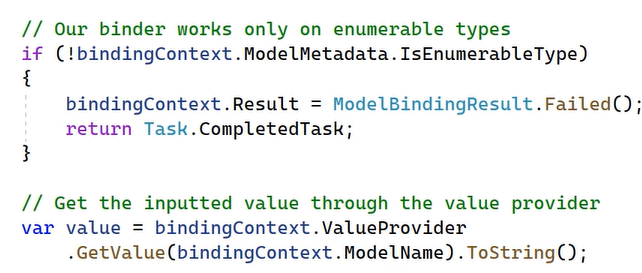 // Our binder works only on enumerable types
if (!bindingContext.ModelMetadata.IsEnumerableType)
{
    bindingContext.Result = ModelBindingResult.Failed();
    return Task.CompletedTask;
}

// Get the inputted value through the value provider
var value = bindingContext.ValueProvider
    .GetValue(bindingContext.ModelName).ToString();